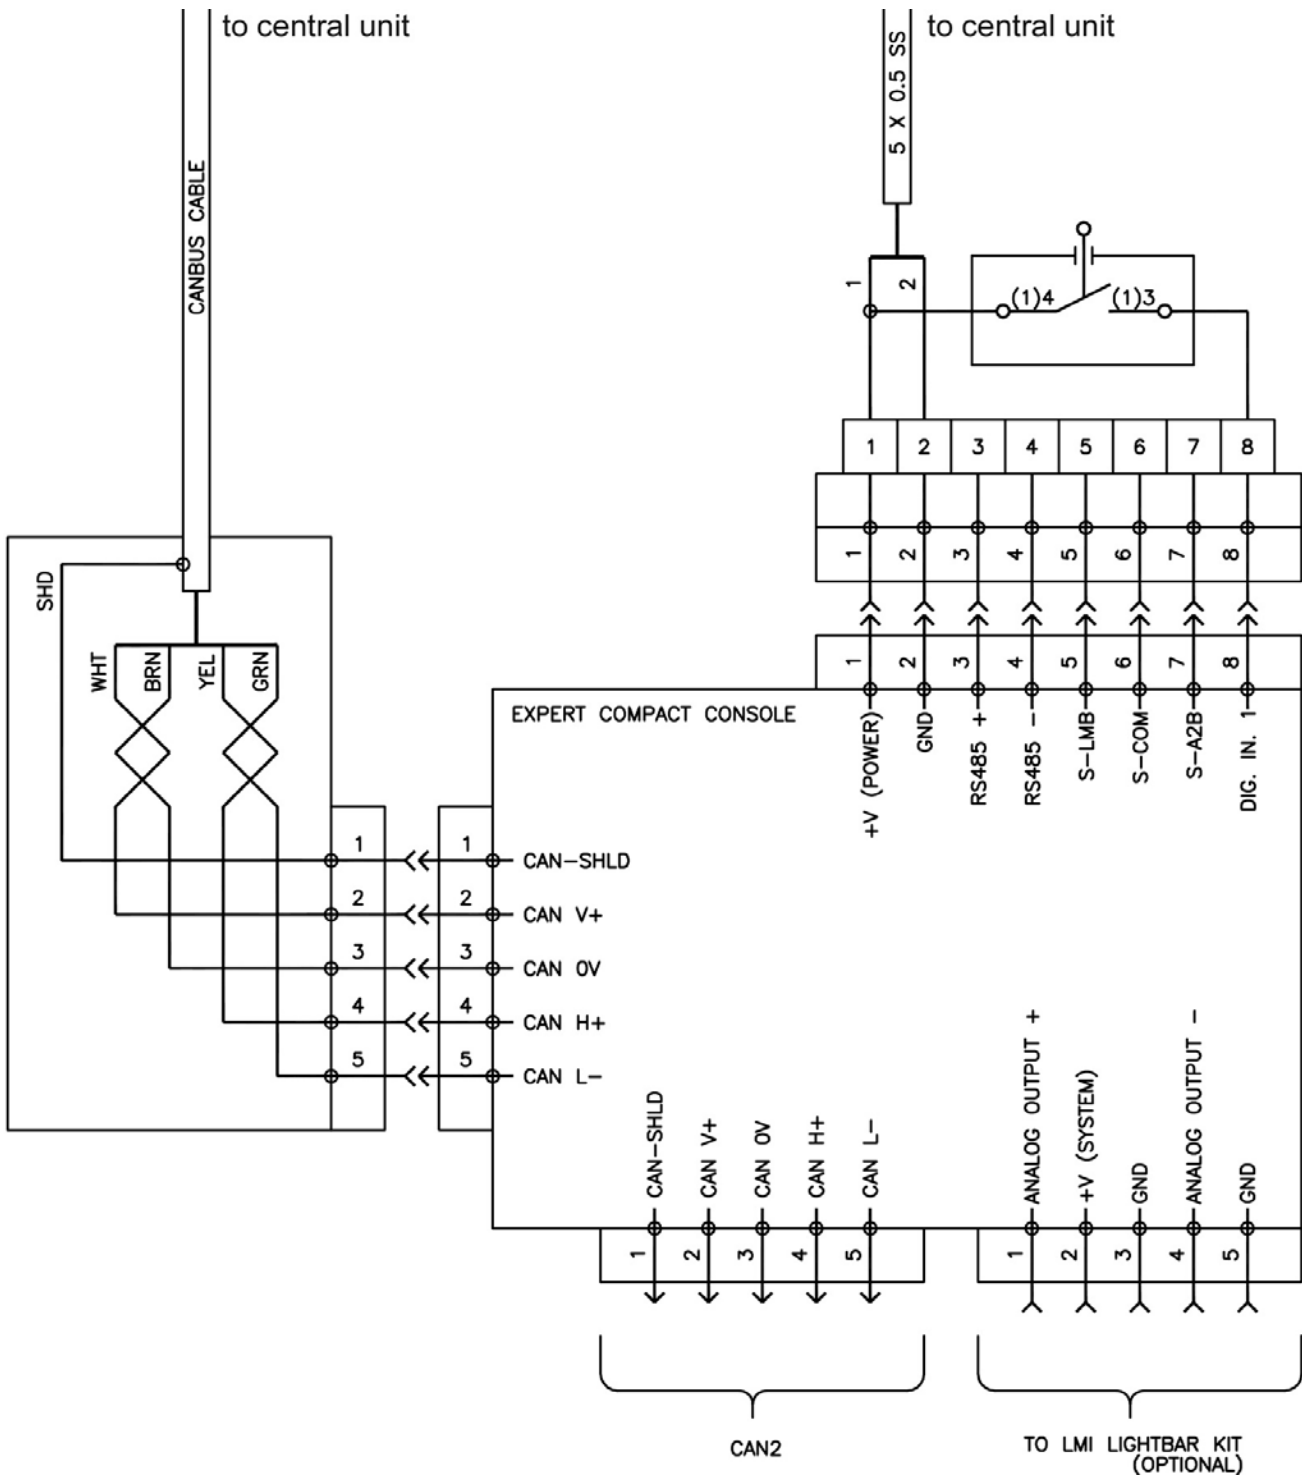 to central unit
to central unit
CANBUS CABLE
5 X 0.5 SS
1
2
(1)4
(1)3
1 2 3 4 5 6 7 8
1 2 3 4 5 6 7 8
1 2 3 4 5 6 7 8
SHD
WHT
BRN
YEL
GRN
EXPERT COMPACT CONSOLE
+V (POWER)
GND
RS485 +
RS485 -
S-LMB
S-COM
S-A2B
DIG. IN. 1
1 1 CAN-SHLD
2 2 CAN V+
3 3 CAN 0V
4 4 CAN H+
5 5 CAN L-
CAN-SHLD
CAN V+
CAN 0V
CAN H+
CAN L-
ANALOG OUTPUT +
+V (SYSTEM)
GND
ANALOG OUTPUT -
GND
1 2 3 4 5
1 2 3 4 5
CAN2
TO LMI LIGHTBAR KIT
(OPTIONAL)